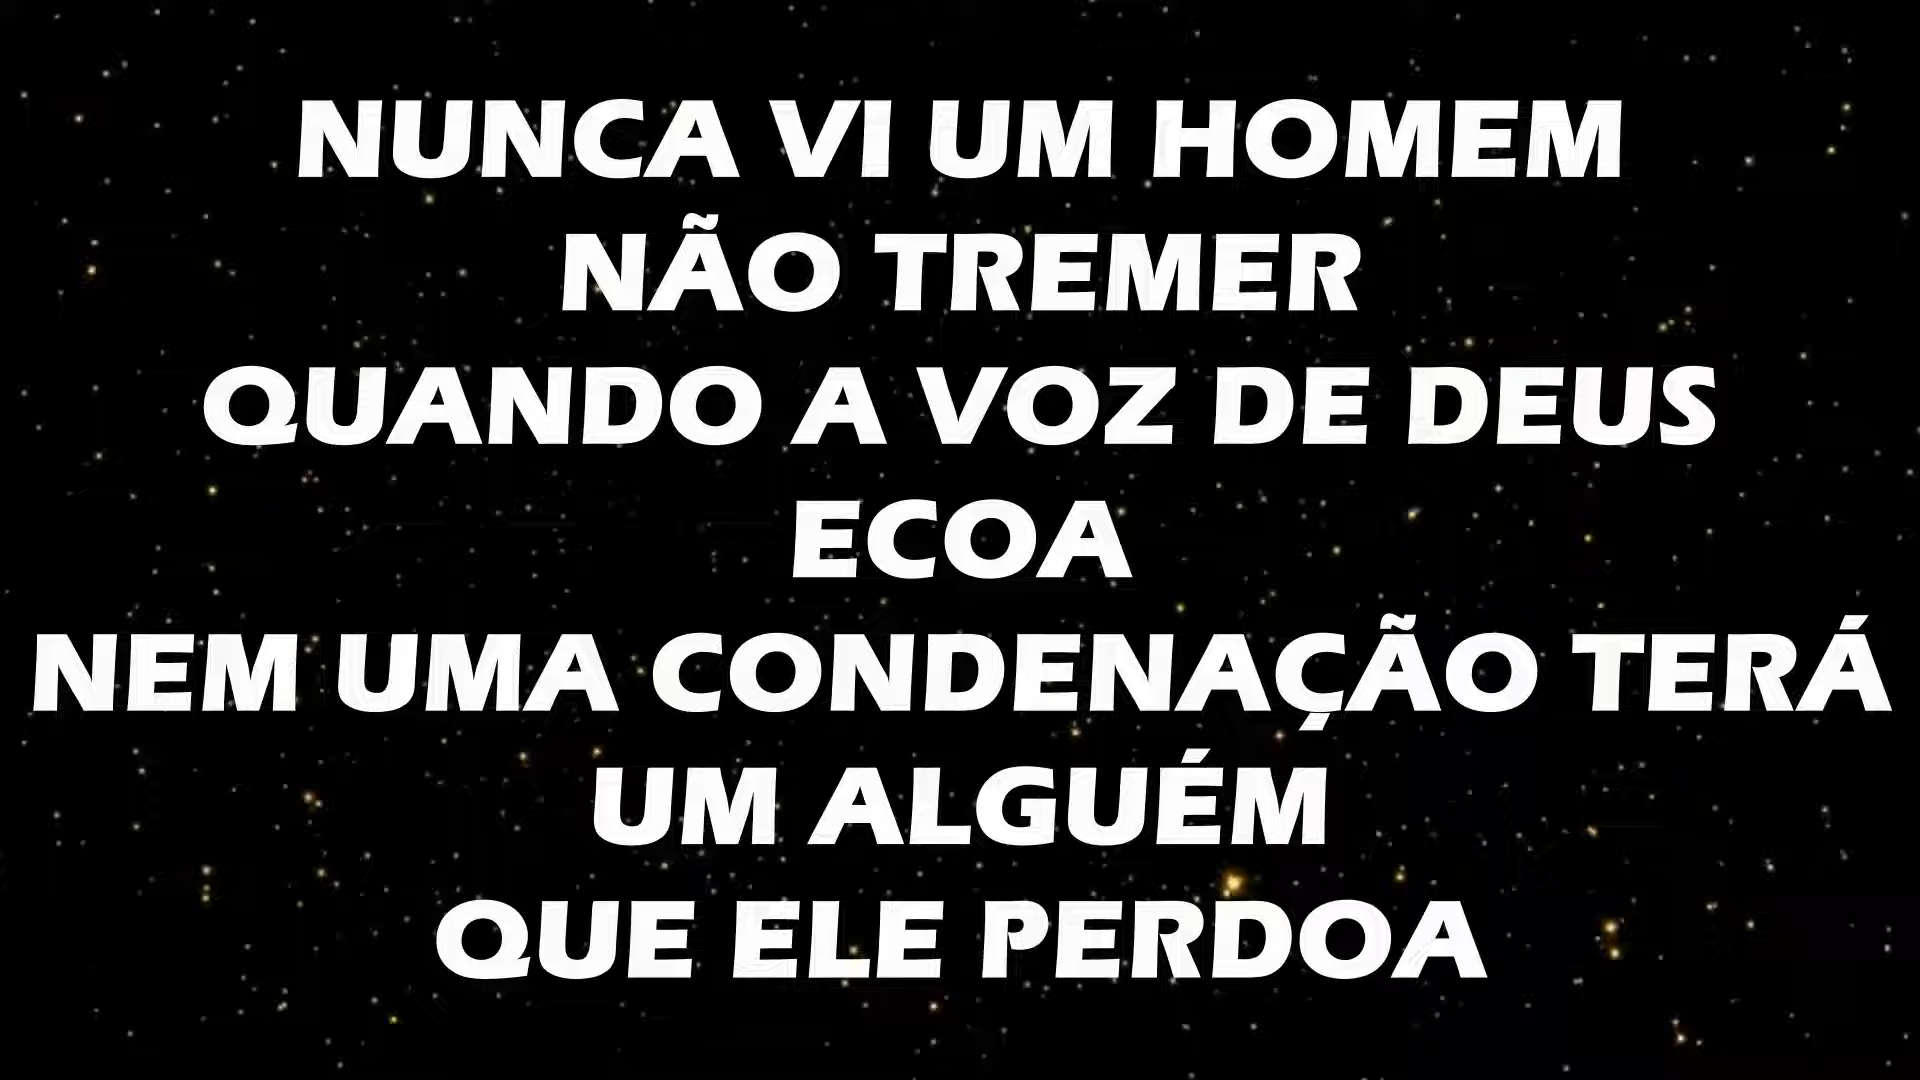 NUNCA VI UM HOMEM
NÃO TREMER
QUANDO A VOZ DE DEUS
ECOA
NEM UMA CONDENAÇÃO TERÁ
UM ALGUÉM
QUE ELE PERDOA